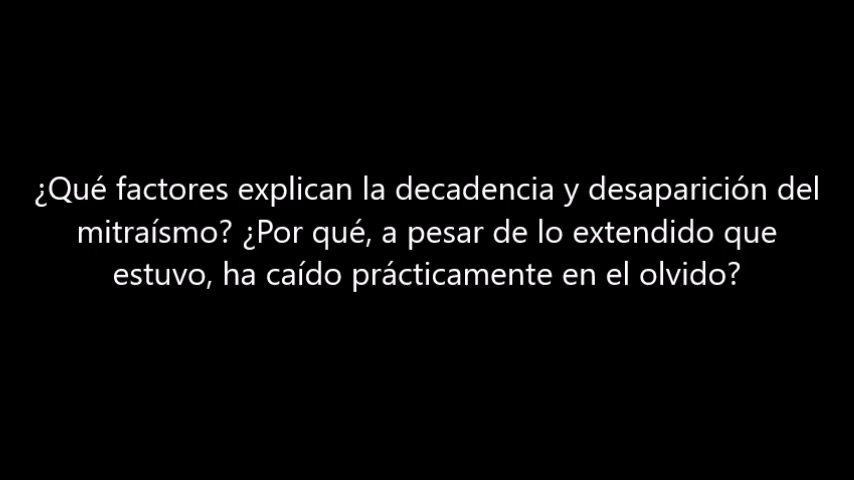 ¿Qué factores explican la decadencia y desaparición del
mitraísmo? ¿Por qué, a pesar de lo extendido que
estuvo, ha caído prácticamente en el olvido?